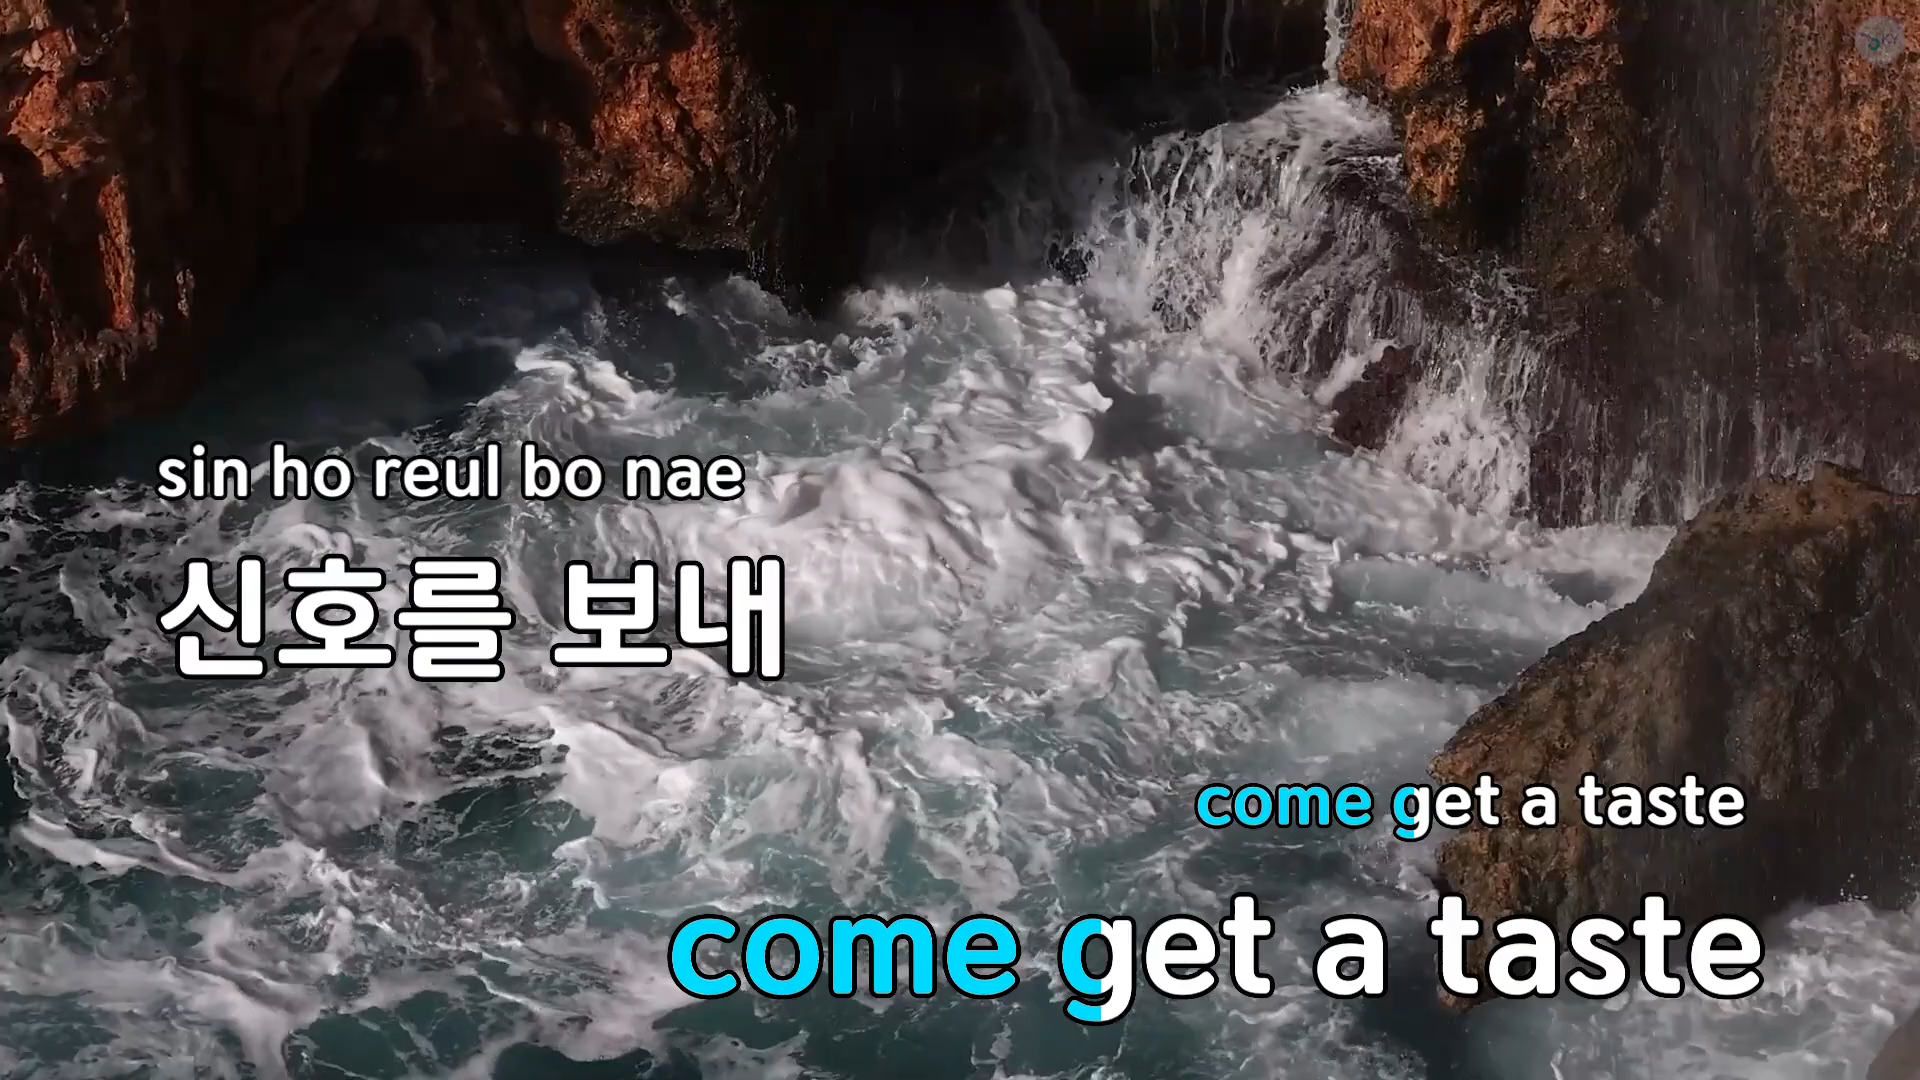 sin ho reul bo nae
신호를 보내
come get a taste
come get a taste